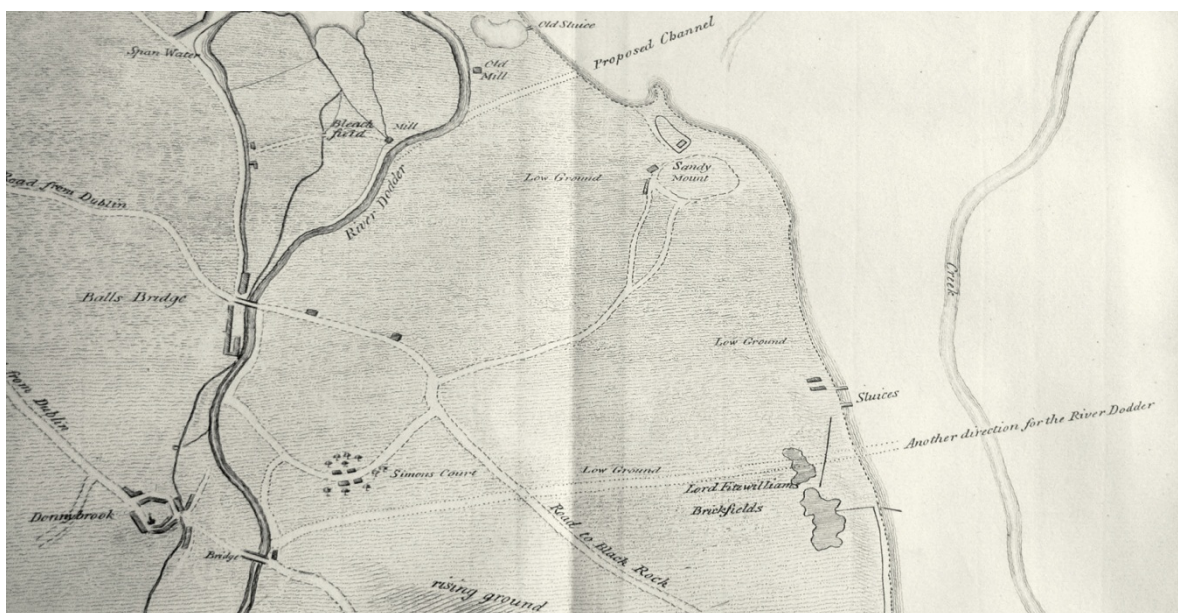 Old Sluice
Proposed Channel
Span Water
Old
Mill
Bleach
field
Mill
Low Ground
Sandy
Mount
Road from Dublin
River Dodder
Creek
Balls Bridge
Low Ground
Sluices
from Dublin
Another direction for the River Dodder
Low Ground
Simons Court
Lord Fitzwilliams
Brickfields
Donnybrook
Road to Black Rock
Bridge
rising ground